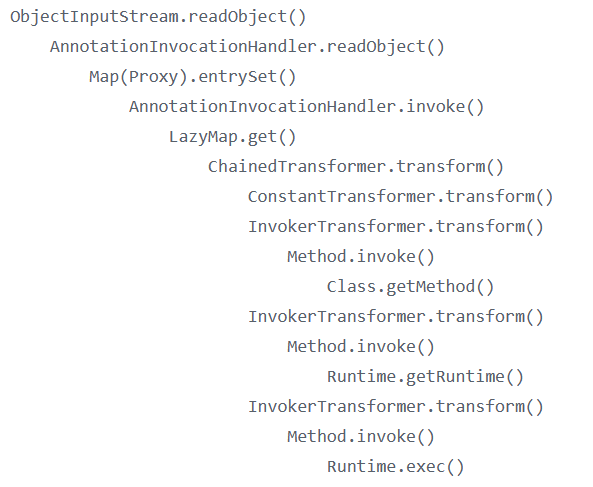 ObjectInputStream.readObject()
AnnotationInvocationHandler.readObject()
Map(Proxy).entrySet()
AnnotationInvocationHandler.invoke()
LazyMap.get()
ChainedTransformer.transform()
ConstantTransformer.transform()
InvokerTransformer.transform()
Method.invoke()
Class.getMethod()
InvokerTransformer.transform()
Method.invoke()
Runtime.getRuntime()
InvokerTransformer.transform()
Method.invoke()
Runtime.exec()